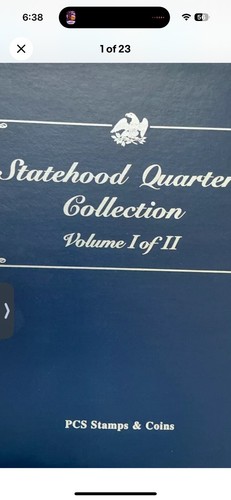 6:38
1 of 23
Statehood Quarter
Collection
Volume I of II
PCS Stamps & Coins